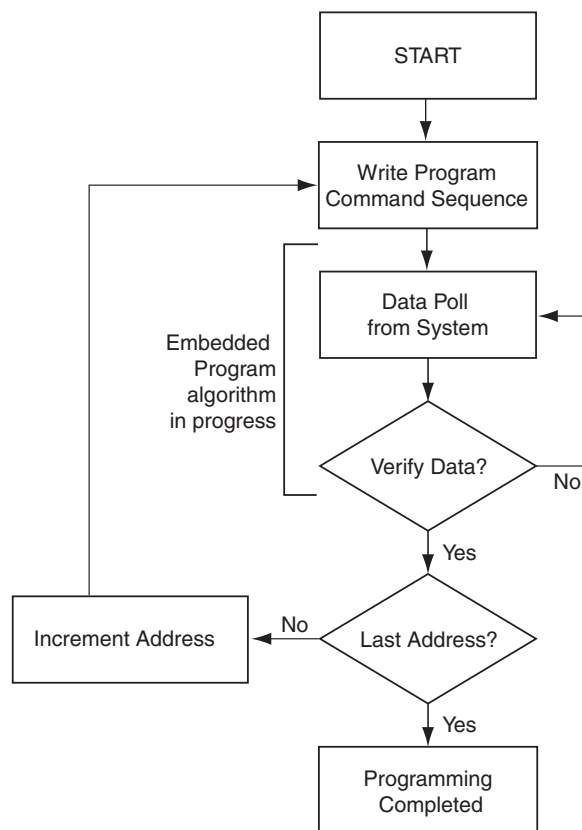 START
Write Program
Command Sequence
Data Poll
from System
Embedded
Program
algorithm
in progress
Verify Data?
No
Yes
Last Address?
No
Increment Address
Yes
Programming
Completed